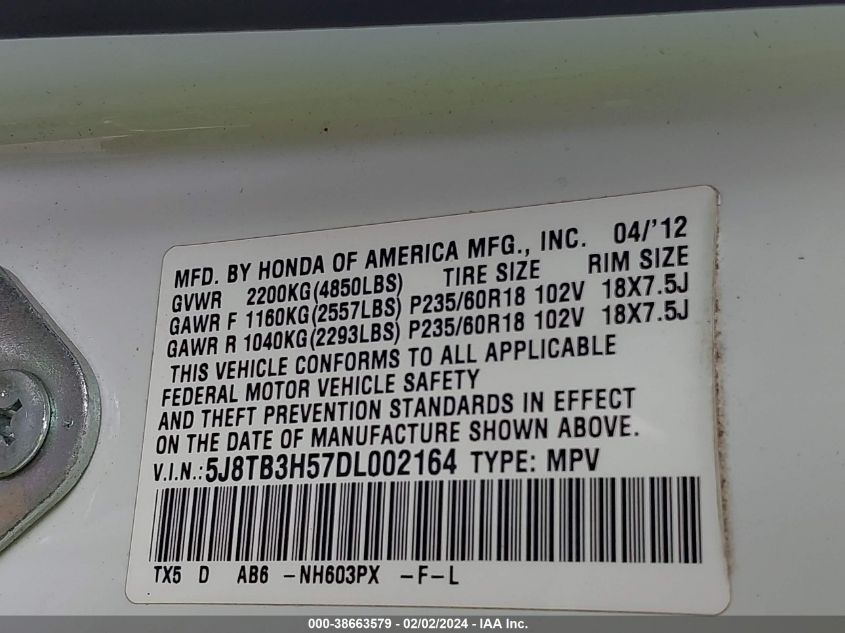 MFD. BY HONDA OF AMERICA MFG., INC. 04/'12
GVWR 2200KG(4850LBS) TIRE SIZE RIM SIZE
GAWR F 1160KG(2557LBS) P235/60R18 102V 18X7.5J
GAWR R 1040KG(2293LBS) P235/60R18 102V 18X7.5J
THIS VEHICLE CONFORMS TO ALL APPLICABLE
FEDERAL MOTOR VEHICLE SAFETY
AND THEFT PREVENTION STANDARDS IN EFFECT
ON THE DATE OF MANUFACTURE SHOWN ABOVE.
V.I.N.: 5J8TB3H57DL002164 TYPE: MPV
TX5 D AB6 -NH603PX -F-L
000-38663579 - 02/02/2024 - IAA Inc.